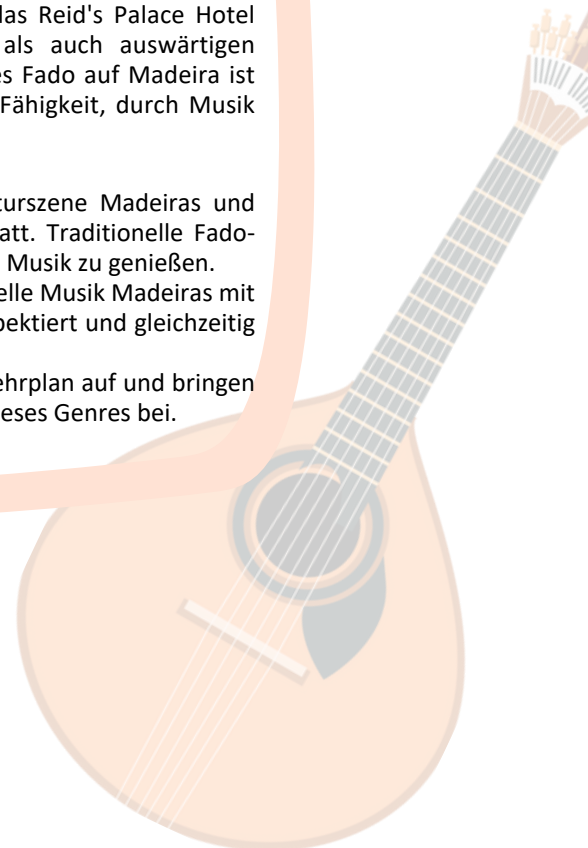 das Reid's Palace Hotel
als auch auswärtigen
es Fado auf Madeira ist
Fähigkeit, durch Musik
turszene Madeiras und
att. Traditionelle Fado-
Musik zu genießen.
elle Musik Madeiras mit
pektiert und gleichzeitig
ehrplan auf und bringen
ieses Genres bei.